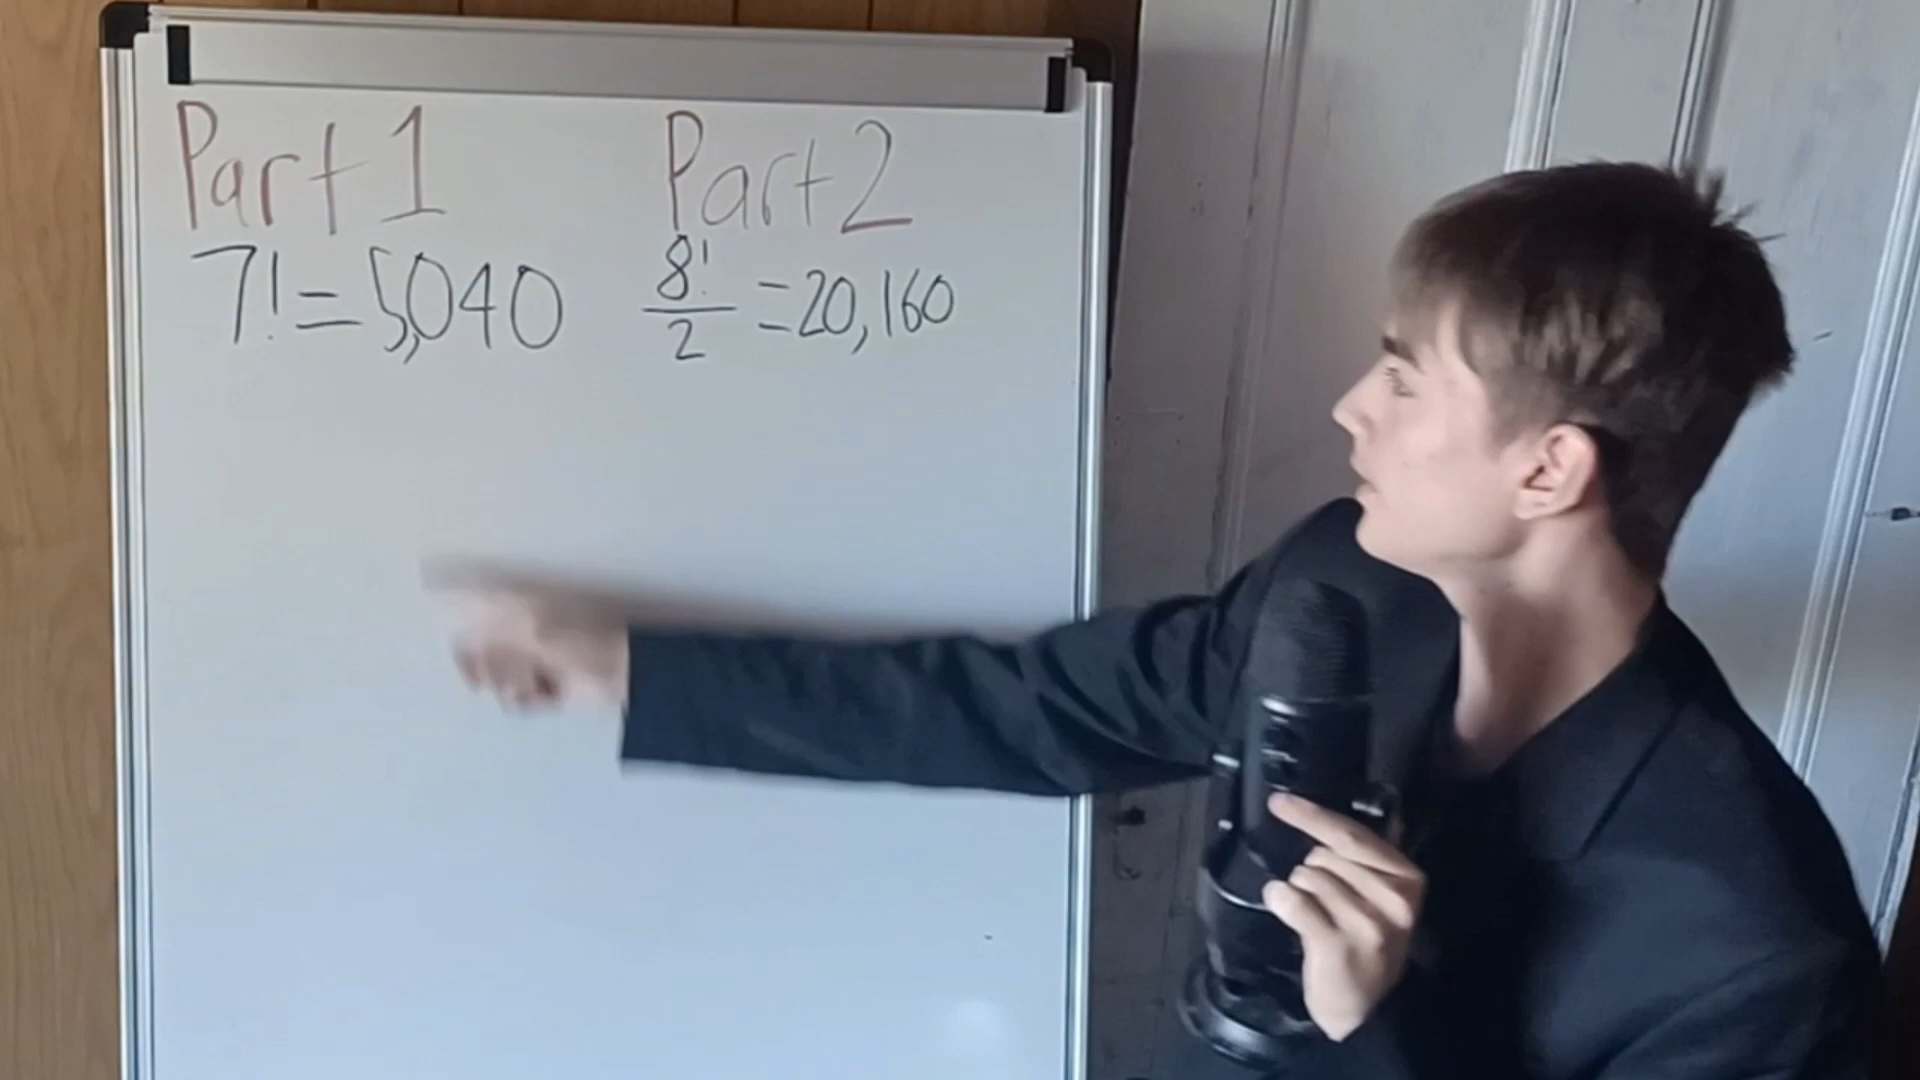 Part 1
7! = 5,040
Part 2
8!/2 = 20,160